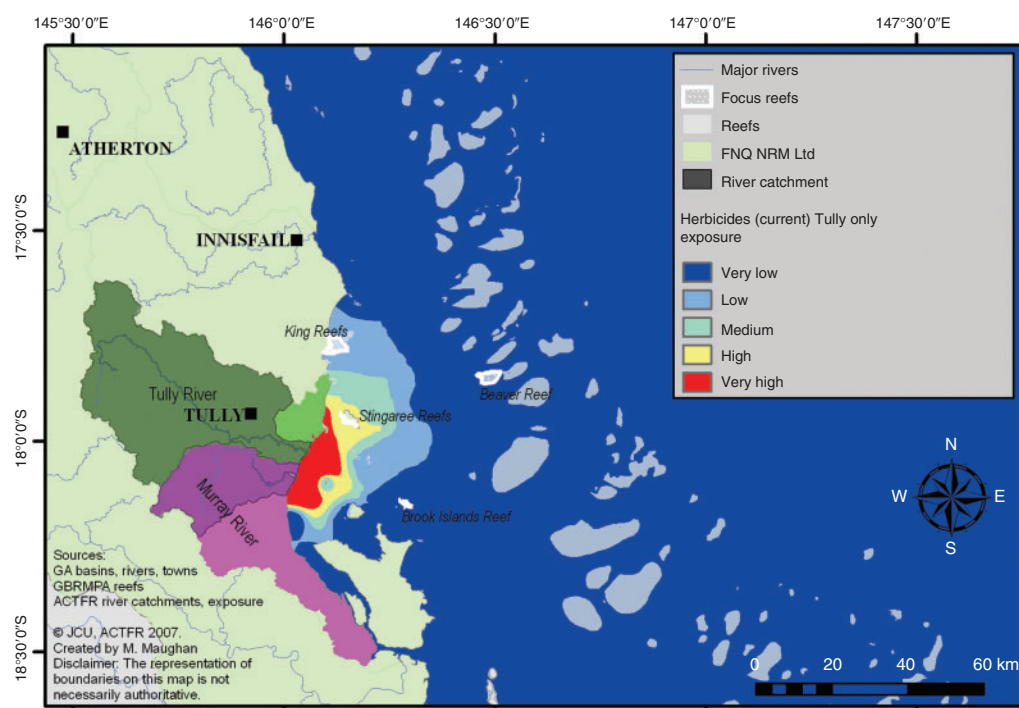 145°30′0″E 146°0′0″E 146°30′0″E 147°0′0″E 147°30′0″E
Major rivers
Focus reefs
Reefs
FNQ NRM Ltd
River catchment
Herbicides (current) Tully only
exposure
Very low
Low
Medium
High
Very high
ATHERTON
17°30′0″S
INNISFAIL
King Reefs
Tully River
Beaver Reef
TULLY
Stingaree Reefs
18°0′0″S
N
W E
S
Murray River
Brook Islands Reef
Sources:
GA basins, rivers, towns
GBRMPA reefs
ACTFR river catchments, exposure
© JCU, ACTFR 2007.
Created by M. Maughan
Disclaimer: The representation of
boundaries on this map is not
necessarily authoritative.
18°30′0″S
0 20 40 60 km